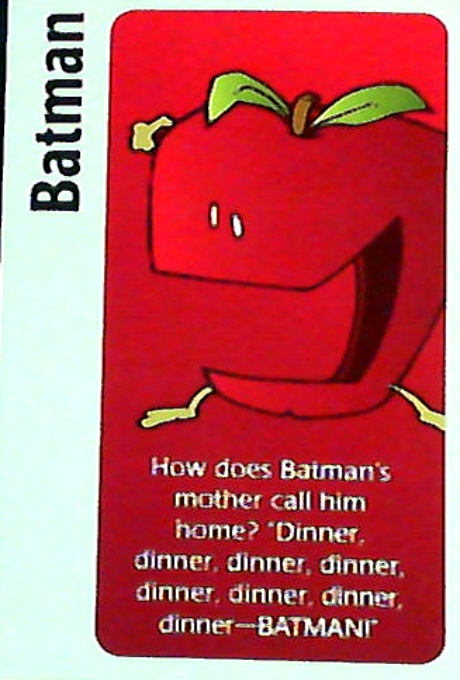 Batman
How does Batman's
mother call him
home? "Dinner,
dinner, dinner, dinner,
dinner, dinner, dinner,
dinner—BATMAN!"